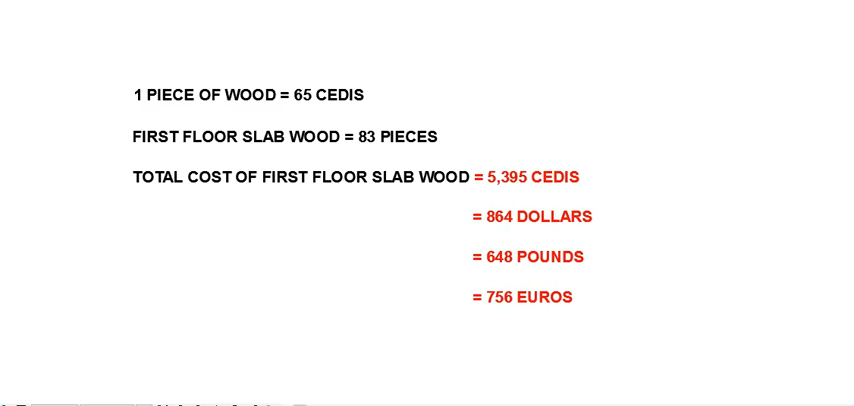 1 PIECE OF WOOD = 65 CEDIS
FIRST FLOOR SLAB WOOD = 83 PIECES
TOTAL COST OF FIRST FLOOR SLAB WOOD = 5,395 CEDIS
= 864 DOLLARS
= 648 POUNDS
= 756 EUROS